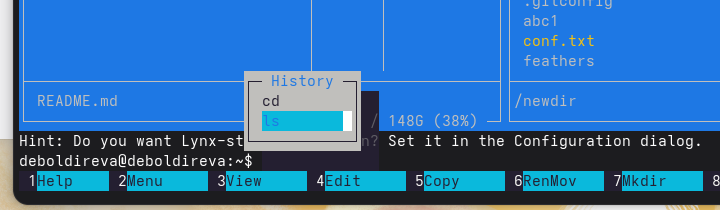 .gitconfig
abc1
conf.txt
feathers
History
cd
ls
README.md
/newdir
/ 148G (38%)
Hint: Do you want Lynx-st n? Set it in the Configuration dialog.
deboldireva@deboldireva:~$
1Help 2Menu 3View 4Edit 5Copy 6RenMov 7Mkdir 8